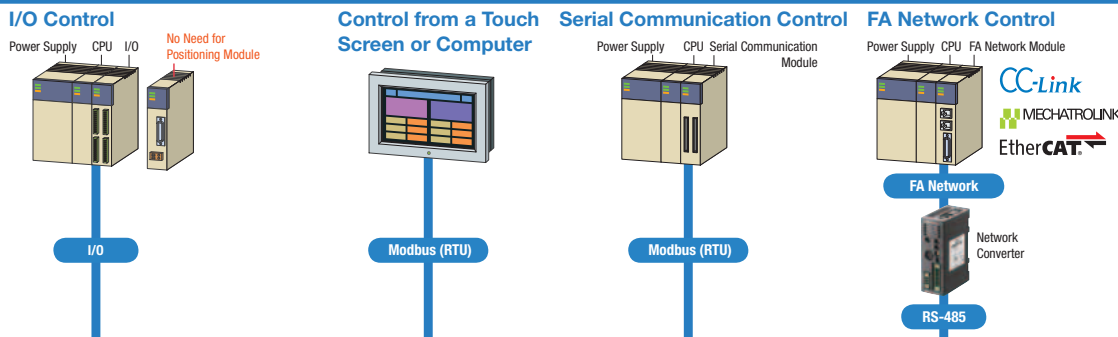 I/O Control
Power Supply CPU I/O
No Need for
Positioning Module
I/O
Control from a Touch
Screen or Computer
Modbus (RTU)
Serial Communication Control
Power Supply CPU Serial Communication
Module
Modbus (RTU)
FA Network Control
Power Supply CPU FA Network Module
CC-Link
MECHATROLINK
EtherCAT®
FA Network
Network
Converter
RS-485